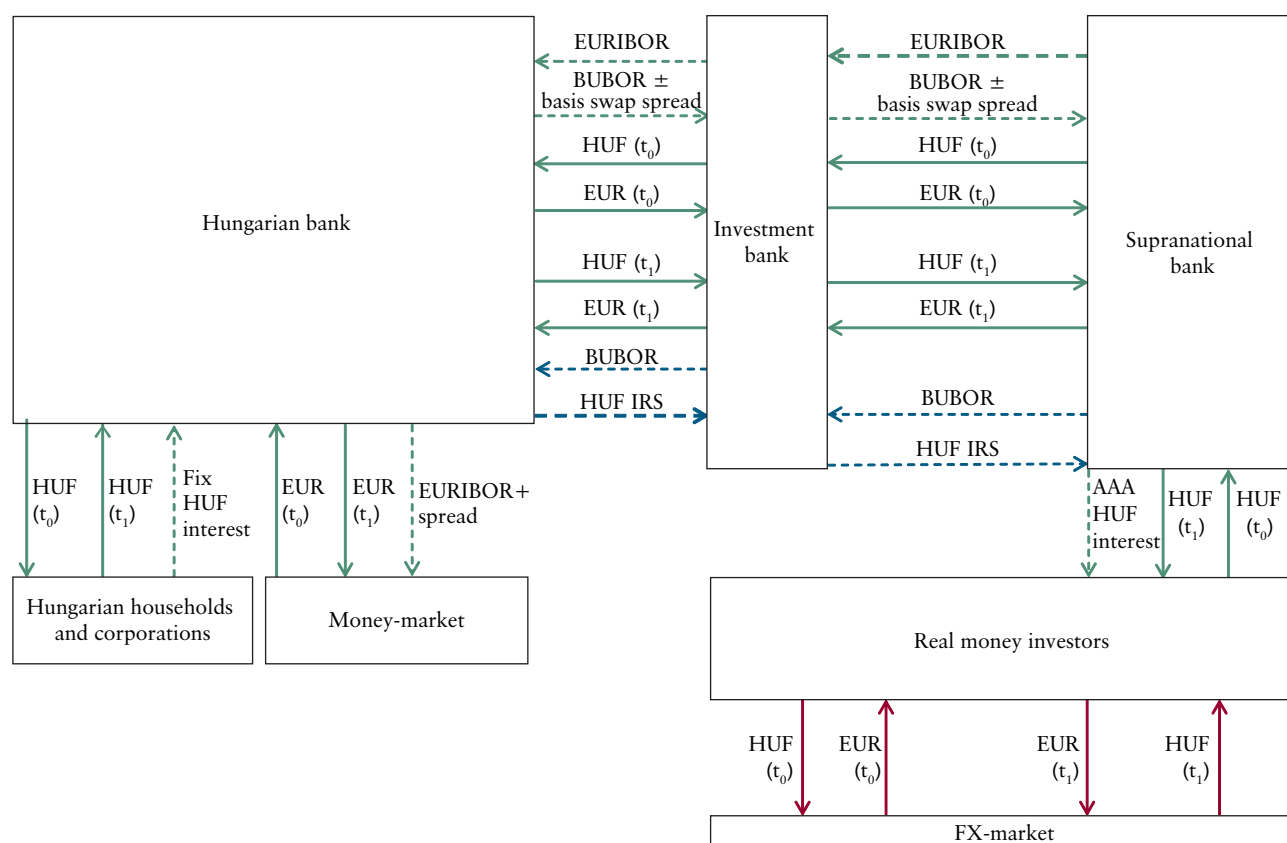 EURIBOR
EURIBOR
BUBOR ±
basis swap spread
BUBOR ±
basis swap spread
HUF (t₀)
HUF (t₀)
EUR (t₀)
EUR (t₀)
Hungarian bank
Investment
bank
Supranational
bank
HUF (t₁)
HUF (t₁)
EUR (t₁)
EUR (t₁)
BUBOR
BUBOR
HUF IRS
HUF IRS
HUF
(t₀)
HUF
(t₁)
Fix
HUF
interest
EUR
(t₀)
EUR
(t₁)
EURIBOR+
spread
AAA
HUF
interest
HUF
(t₁)
HUF
(t₀)
Hungarian households
and corporations
Money-market
Real money investors
HUF
(t₀)
EUR
(t₀)
EUR
(t₁)
HUF
(t₁)
FX-market